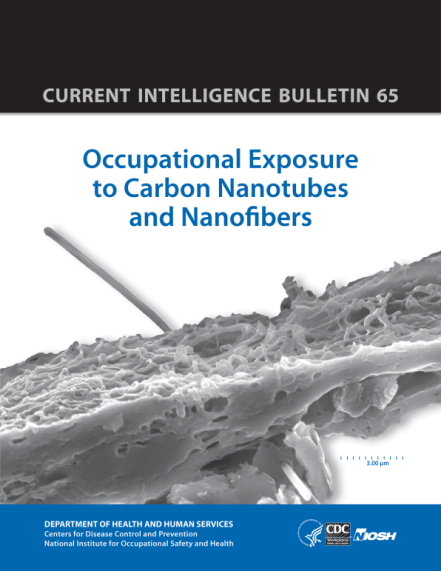 CURRENT INTELLIGENCE BULLETIN 65
Occupational Exposure
to Carbon Nanotubes
and Nanofibers
3.00 µm
DEPARTMENT OF HEALTH AND HUMAN SERVICES
Centers for Disease Control and Prevention
National Institute for Occupational Safety and Health
CDC
NIOSH